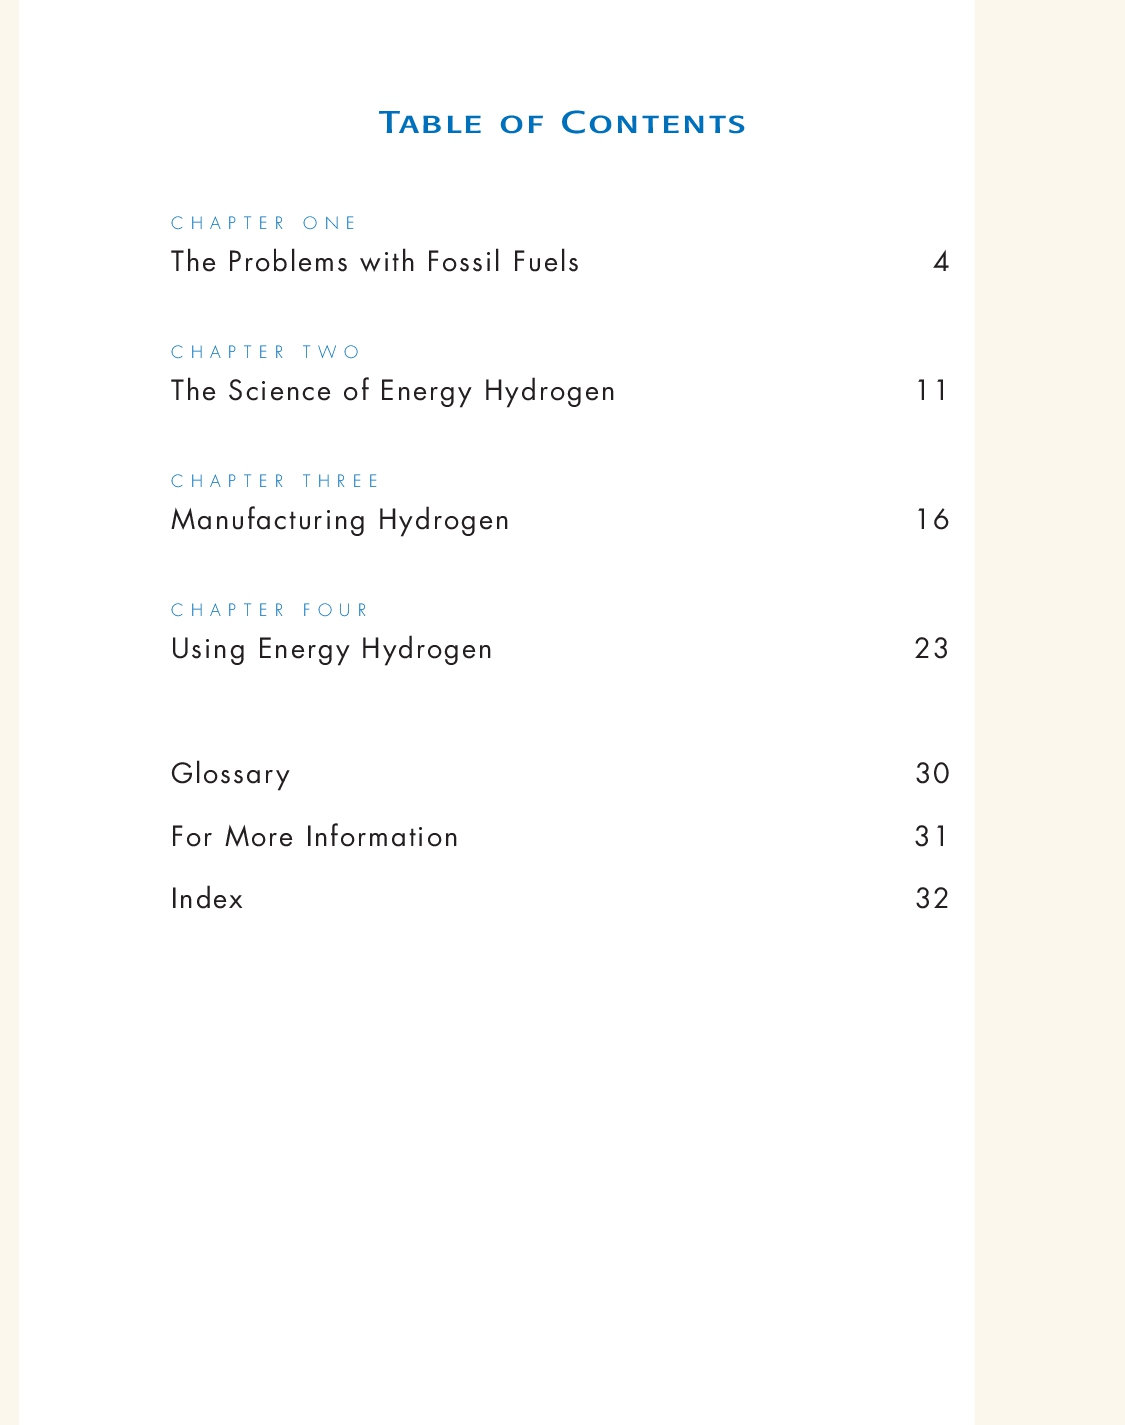 TABLE OF CONTENTS
CHAPTER ONE
The Problems with Fossil Fuels 4
CHAPTER TWO
The Science of Energy Hydrogen 11
CHAPTER THREE
Manufacturing Hydrogen 16
CHAPTER FOUR
Using Energy Hydrogen 23
Glossary 30
For More Information 31
Index 32